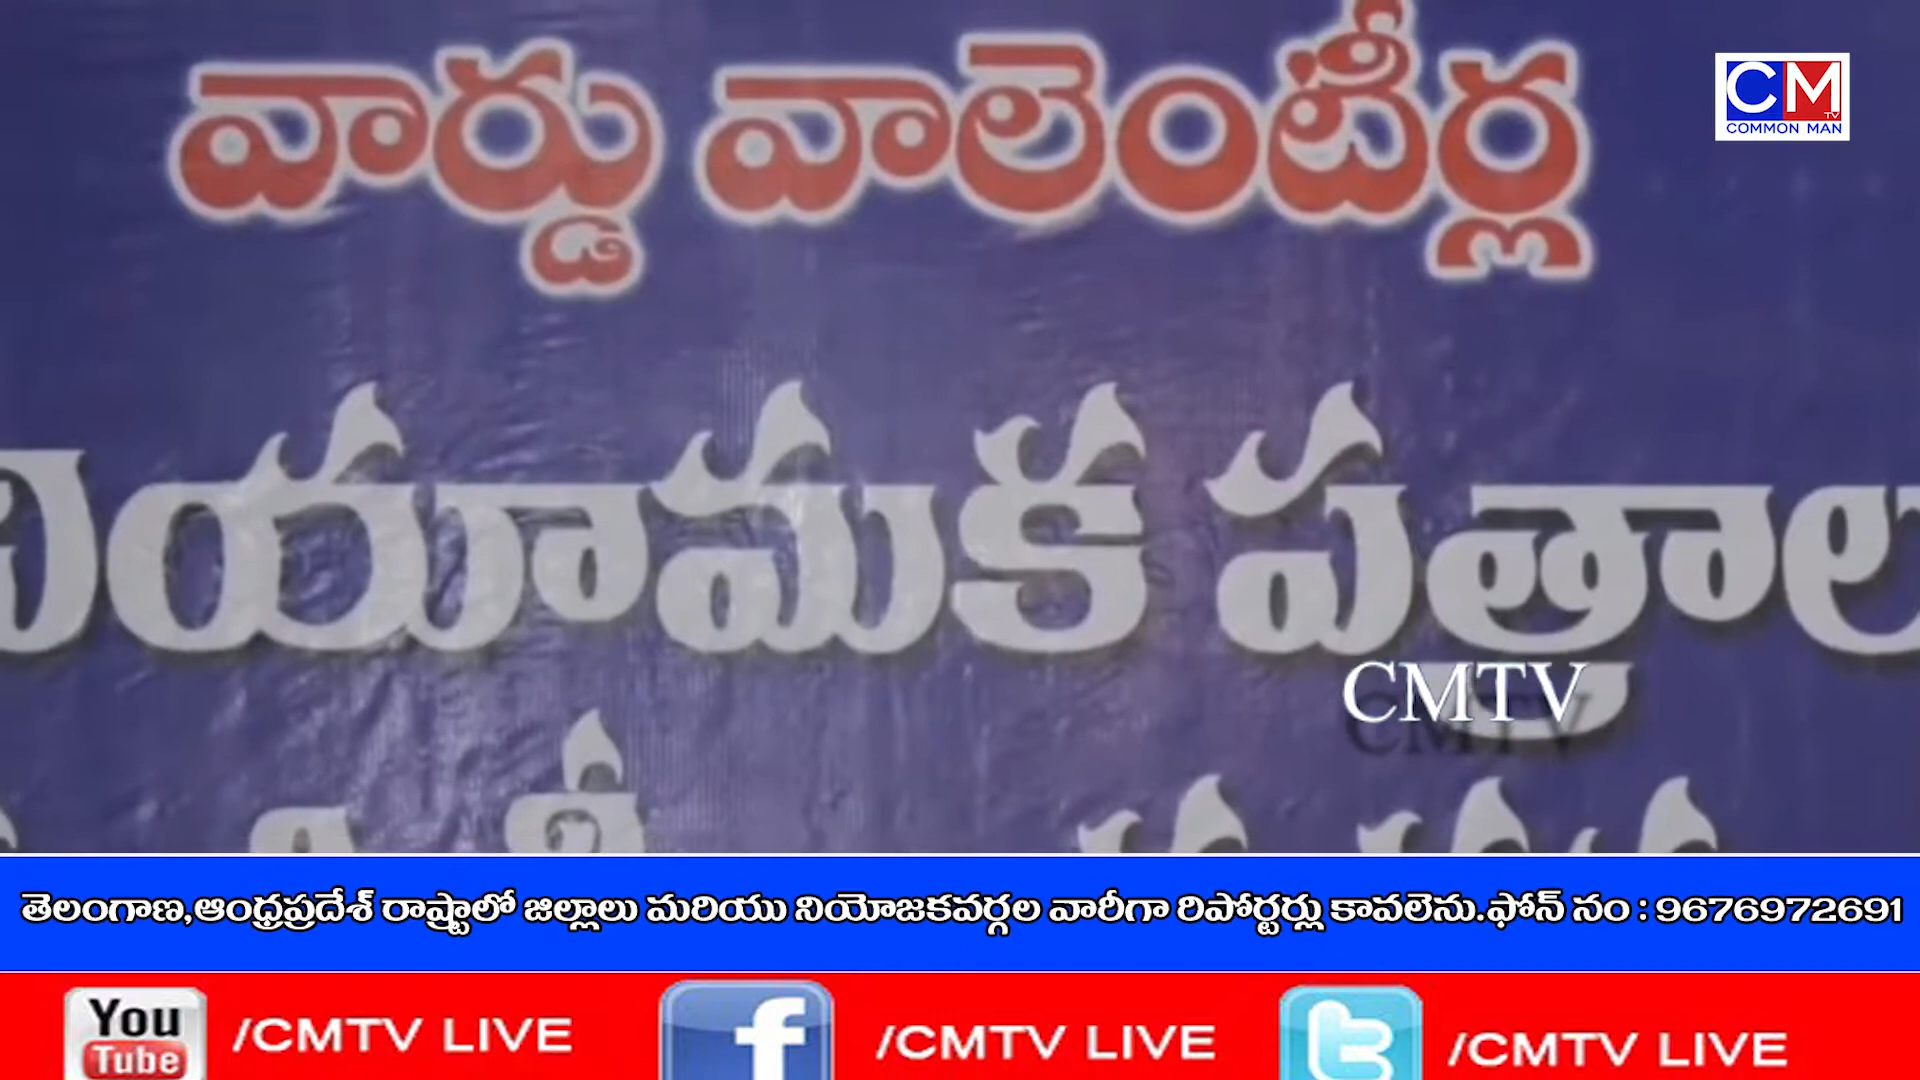 వార్డు వాలెంటీర్ల
CM
TV
COMMON MAN
నియామక పత్రాల
CMTV
తెలంగాణ,ఆంధ్రప్రదేశ్ రాష్ట్రాలో జిల్లాలు మరియు నియోజకవర్గల వారీగా రిపోర్టర్లు కావలెను.ఫోన్ నం : 9676972691
You Tube /CMTV LIVE f /CMTV LIVE t /CMTV LIVE